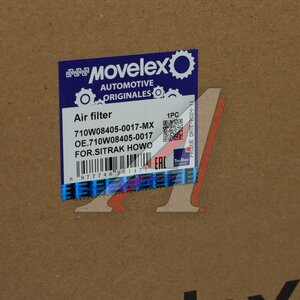 MOVELEX
AUTOMOTIVE
ORIGINALES
Air filter
1PC
710W08405-0017-MX
OE.710W08405-0017
FOR.SITRAK HOWO
EAC